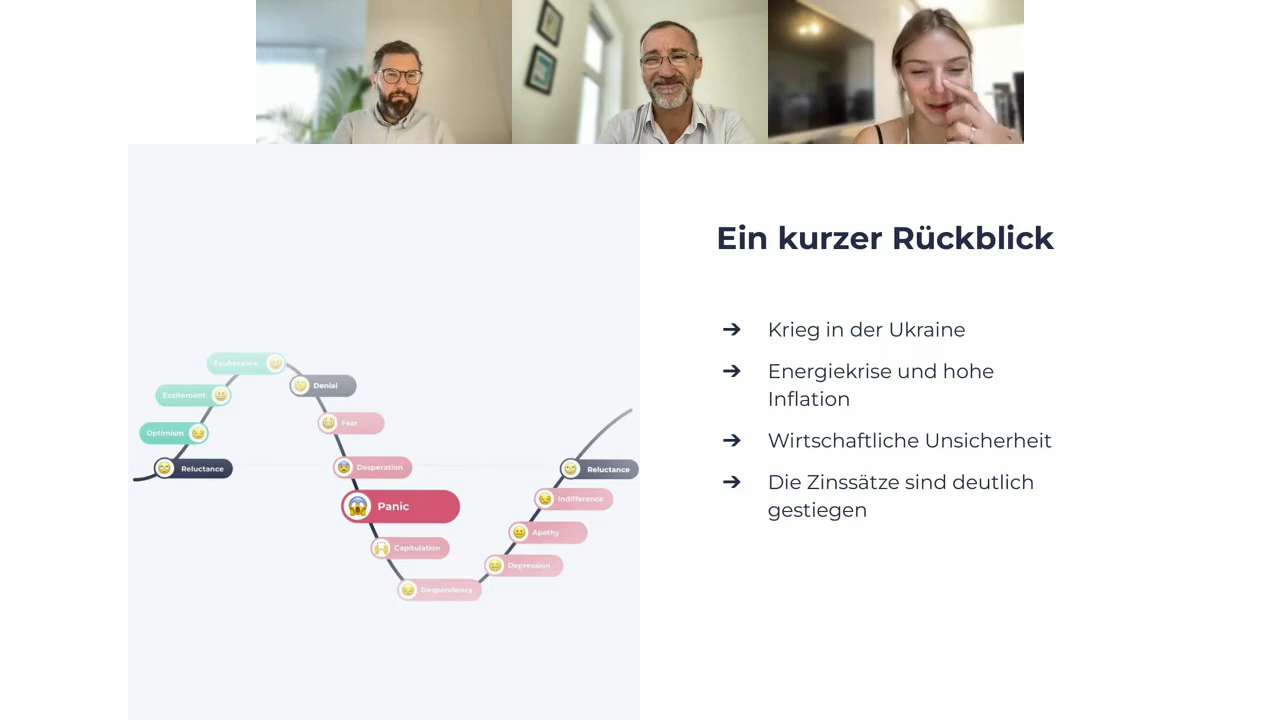 Exuberance
Excitement
Optimism
Reluctance
Denial
Fear
Desperation
Panic
Capitulation
Despondency
Depression
Apathy
Indifference
Reluctance
Ein kurzer Rückblick
➔ Krieg in der Ukraine
➔ Energiekrise und hohe
Inflation
➔ Wirtschaftliche Unsicherheit
➔ Die Zinssätze sind deutlich
gestiegen